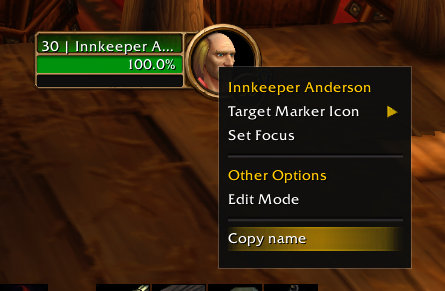 30 | Innkeeper A...
100.0%
Innkeeper Anderson
Target Marker Icon
Set Focus
Other Options
Edit Mode
Copy name